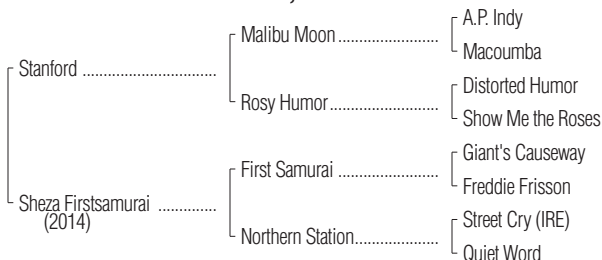 A.P. Indy
Malibu Moon ........................
Macoumba
Stanford ................................
Distorted Humor
Rosy Humor..........................
Show Me the Roses
Giant's Causeway
First Samurai ........................
Freddie Frisson
Sheza Firstsamurai ..............
(2014)
Street Cry (IRE)
Northern Station....................
Quiet Word